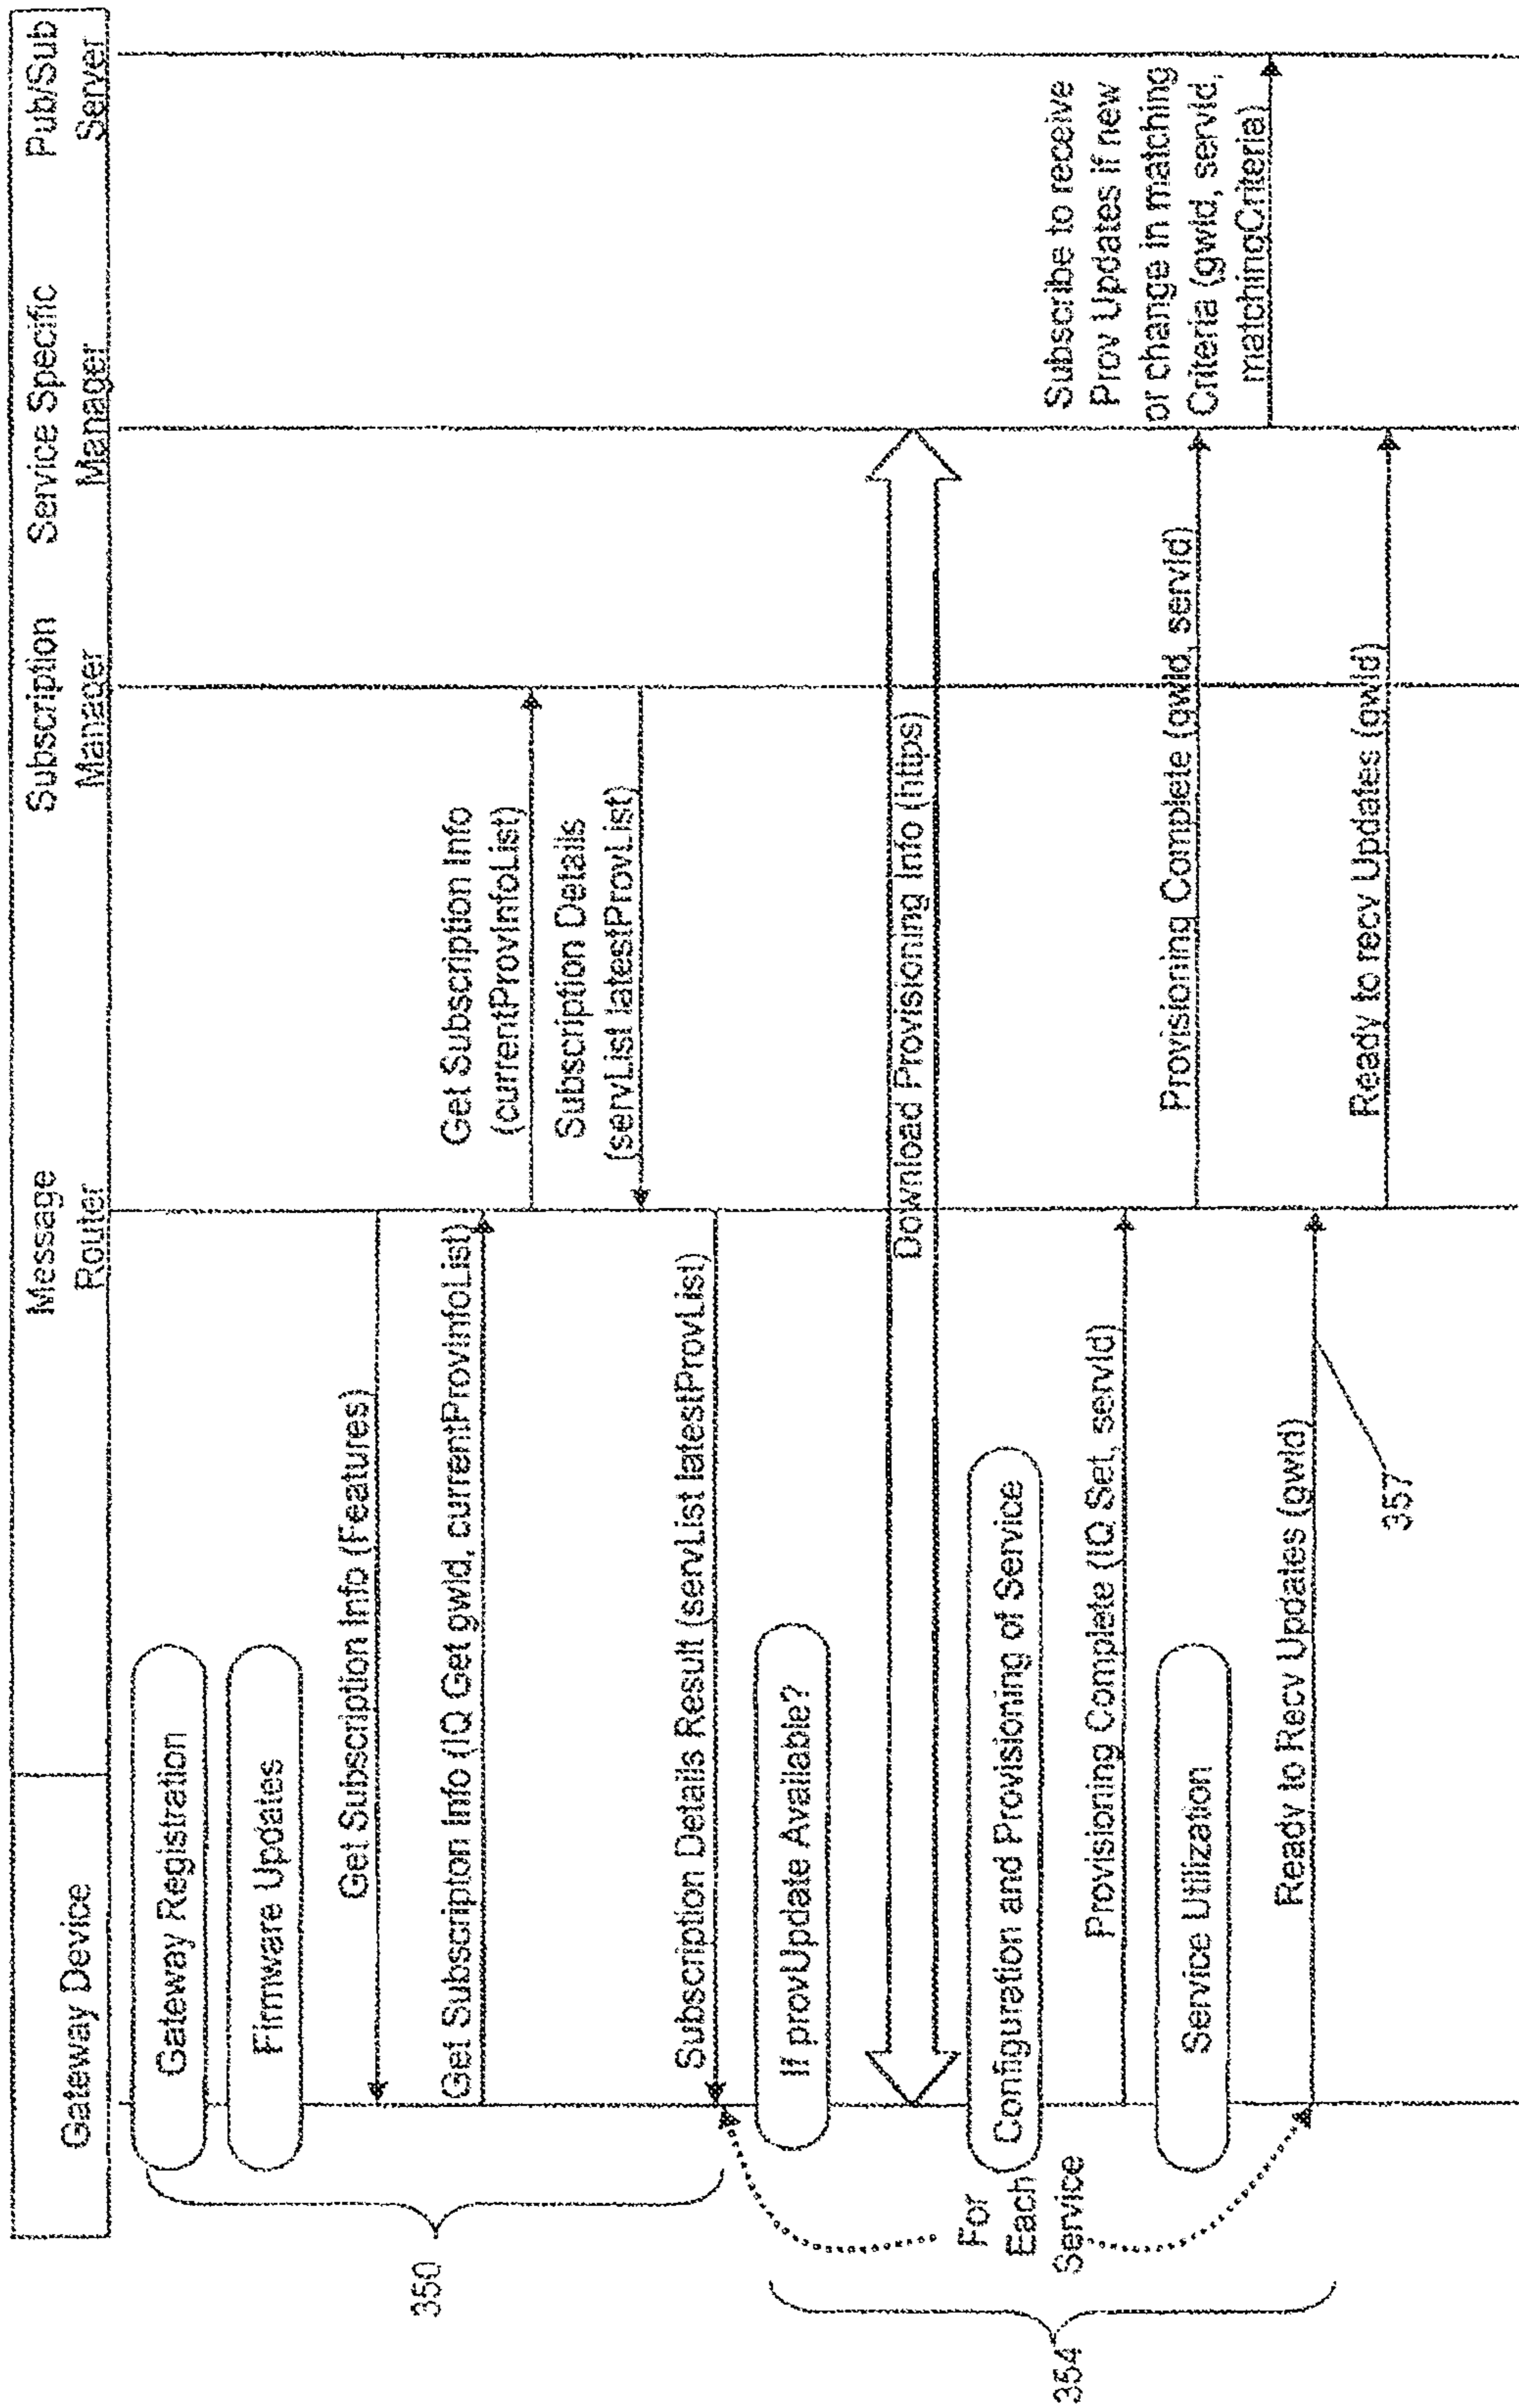 Gateway Device
Message
Router
Subscription
Manager
Service Specific
Manager
Pub/Sub
Server
Gateway Registration
Firmware Updates
Get Subscription Info (Features)
Get Subscripton Info (IQ Get gwId, currentProvInfoList)
Get Subscription Info
(currentProvInfoList)
Subscription Details
(servList latestProvList)
Subscription Details Result (servList latestProvList)
350
If provUpdate Available?
Download Provisioning Info (https)
Configuration and Provisioning of Service
For
Each
Service
Provisioning Complete (IQ Set, servId)
Provisioning Complete (gwId, servId)
Subscribe to receive
Prov Updates if new
or change in matching
Criteria (gwId, servId,
matchingCriteria)
Service Utilization
Ready to Recv Updates (gwId)
Ready to recv Updates (gwId)
357
354